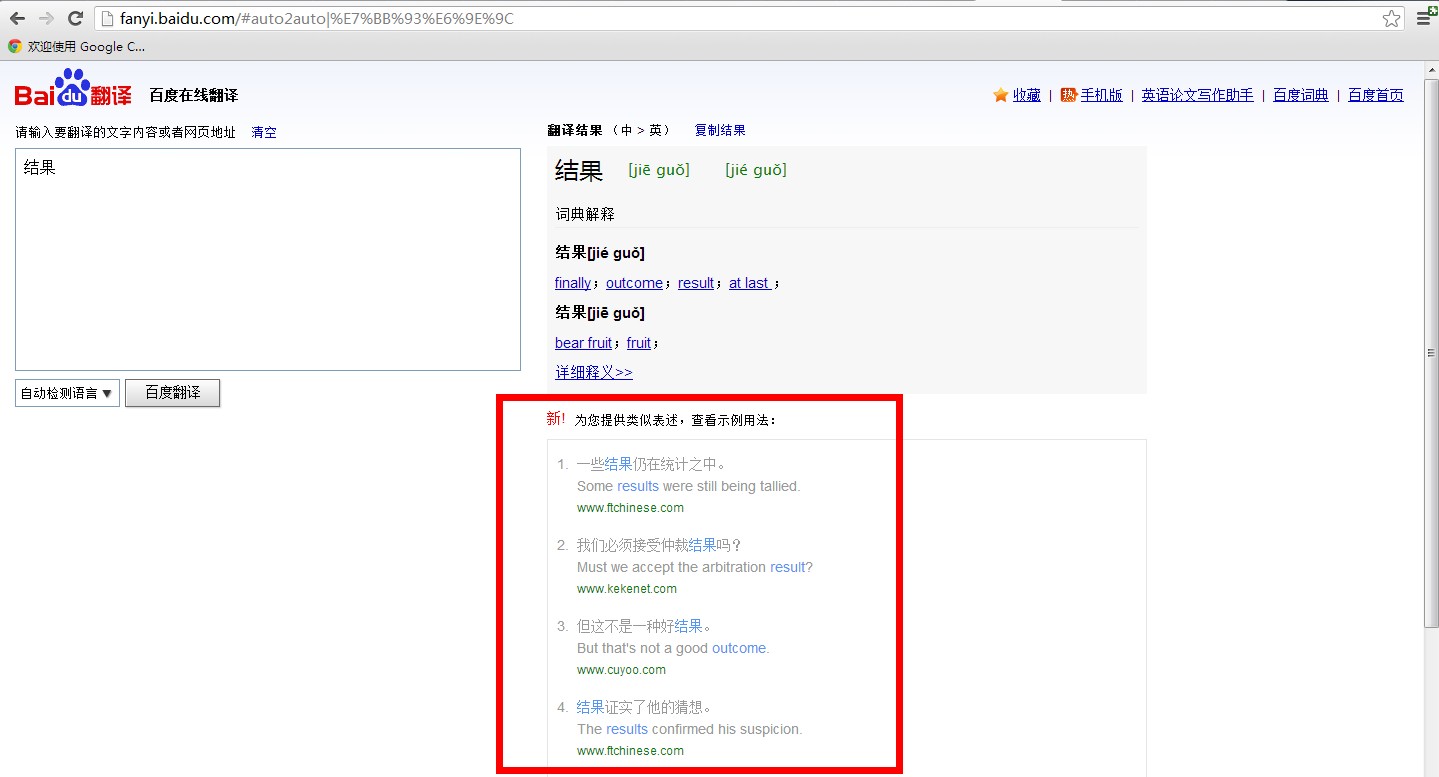 fanyi.baidu.com/#auto2auto|%E7%BB%93%E6%9E%9C
欢迎使用 Google C...
Bai du 翻译 百度在线翻译
收藏 | 热 手机版 | 英语论文写作助手 | 百度词典 | 百度首页
请输入要翻译的文字内容或者网页地址 清空
结果
自动检测语言 ▼ 百度翻译
翻译结果 （中 > 英） 复制结果
结果 [jiē guǒ] [jié guǒ]
词典解释
结果[jié guǒ]
finally；outcome；result；at last ；
结果[jiē guǒ]
bear fruit；fruit；
详细释义>>
新! 为您提供类似表述，查看示例用法：
1. 一些结果仍在统计之中。
Some results were still being tallied.
www.ftchinese.com
2. 我们必须接受仲裁结果吗？
Must we accept the arbitration result?
www.kekenet.com
3. 但这不是一种好结果。
But that's not a good outcome.
www.cuyoo.com
4. 结果证实了他的猜想。
The results confirmed his suspicion.
www.ftchinese.com